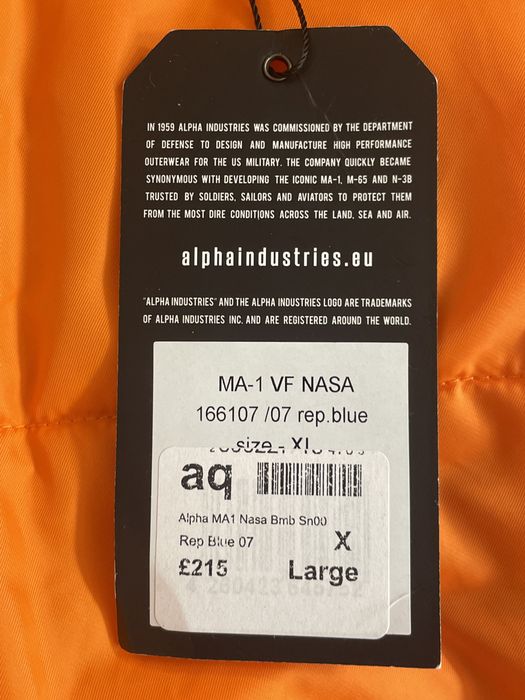 IN 1959 ALPHA INDUSTRIES WAS COMMISSIONED BY THE DEPARTMENT
OF DEFENSE TO DESIGN AND MANUFACTURE HIGH PERFORMANCE
OUTERWEAR FOR THE US MILITARY. THE COMPANY QUICKLY BECAME
SYNONYMOUS WITH DEVELOPING THE ICONIC MA-1, M-65 AND N-3B
TRUSTED BY SOLDIERS, SAILORS AND AVIATORS TO PROTECT THEM
FROM THE MOST DIRE CONDITIONS ACROSS THE LAND, SEA AND AIR.
alphaindustries.eu
"ALPHA INDUSTRIES" AND THE ALPHA INDUSTRIES LOGO ARE TRADEMARKS
OF ALPHA INDUSTRIES INC. AND ARE REGISTERED AROUND THE WORLD.
MA-1 VF NASA
166107 /07 rep.blue
size - XL
aq
Alpha MA1 Nasa Bmb Sn00
Rep Blue 07 X
£215 Large